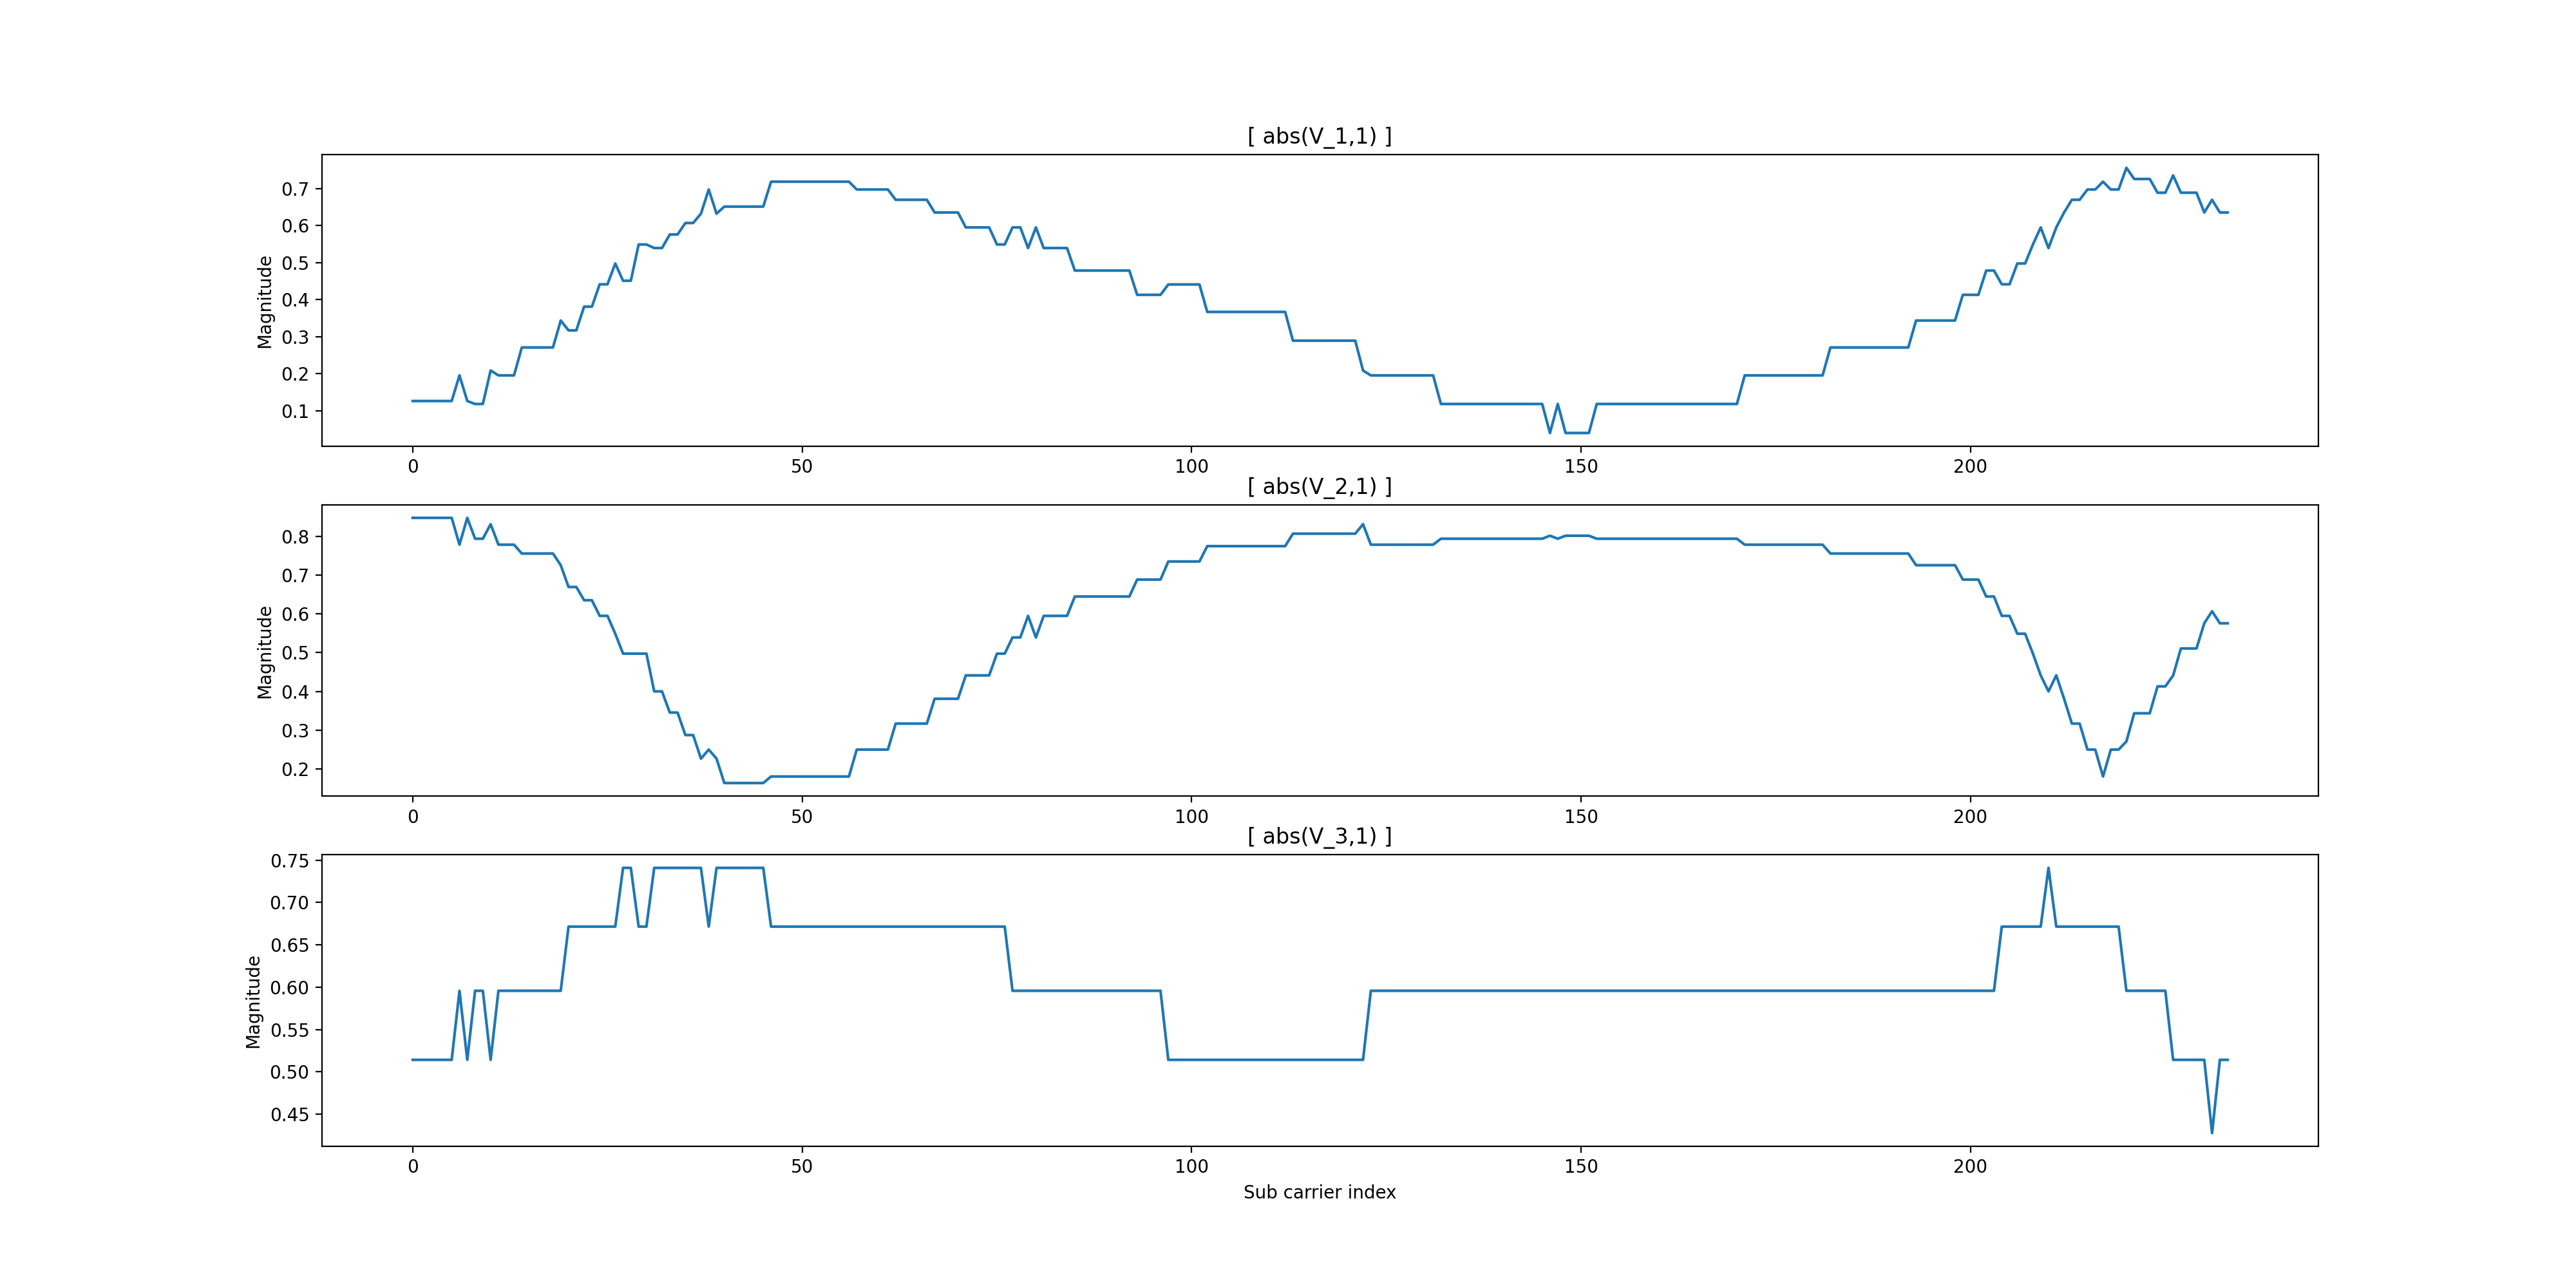 [ abs(V_1,1) ]
Magnitude
0.7
0.6
0.5
0.4
0.3
0.2
0.1
0 50 100 150 200
[ abs(V_2,1) ]
Magnitude
0.8
0.7
0.6
0.5
0.4
0.3
0.2
0 50 100 150 200
[ abs(V_3,1) ]
Magnitude
0.75
0.70
0.65
0.60
0.55
0.50
0.45
0 50 100 150 200
Sub carrier index